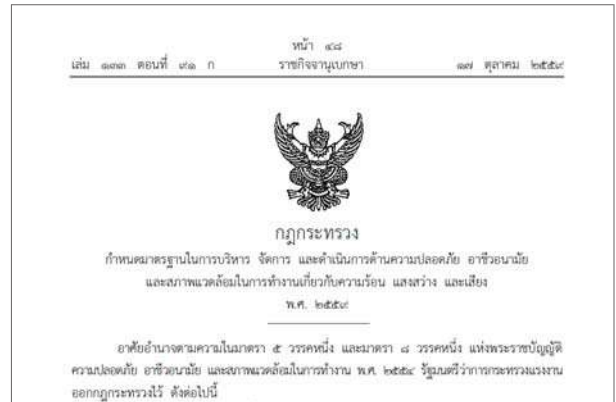 หน้า ๔๘
เล่ม ๑๓๓ ตอนที่ ๙๑ ก ราชกิจจานุเบกษา ๑๗ ตุลาคม ๒๕๕๙
กฎกระทรวง
กำหนดมาตรฐานในการบริหาร จัดการ และดำเนินการด้านความปลอดภัย อาชีวอนามัย
และสภาพแวดล้อมในการทำงานเกี่ยวกับความร้อน แสงสว่าง และเสียง
พ.ศ. ๒๕๕๙
อาศัยอำนาจตามความในมาตรา ๕ วรรคหนึ่ง และมาตรา ๘ วรรคหนึ่ง แห่งพระราชบัญญัติ
ความปลอดภัย อาชีวอนามัย และสภาพแวดล้อมในการทำงาน พ.ศ. ๒๕๕๔ รัฐมนตรีว่าการกระทรวงแรงงาน
ออกกฎกระทรวงไว้ ดังต่อไปนี้